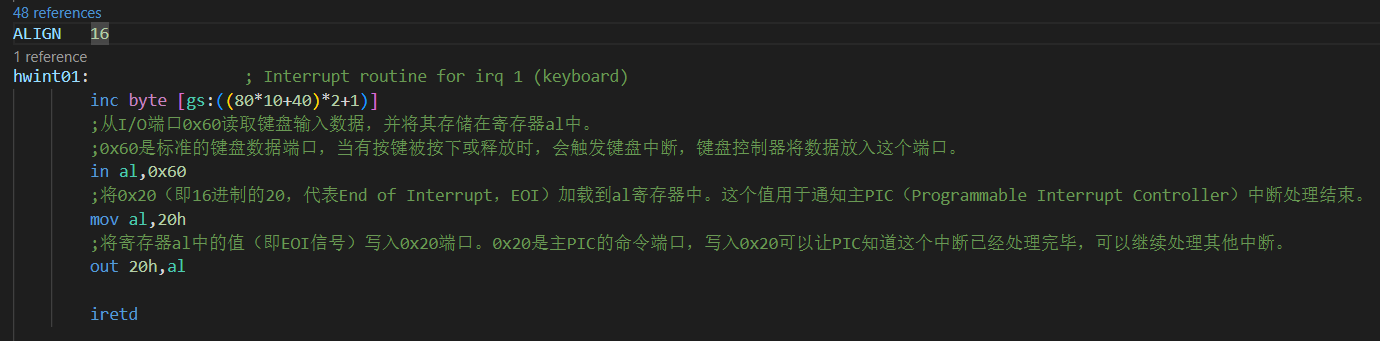 48 references
ALIGN 16
1 reference
hwint01: ; Interrupt routine for irq 1 (keyboard)
inc byte [gs:((80*10+40)*2+1)]
;从I/O端口0x60读取键盘输入数据，并将其存储在寄存器al中。
;0x60是标准的键盘数据端口，当有按键被按下或释放时，会触发键盘中断，键盘控制器将数据放入这个端口。
in al,0x60
;将0x20（即16进制的20，代表End of Interrupt，EOI）加载到al寄存器中。这个值用于通知主PIC（Programmable Interrupt Controller）中断处理结束。
mov al,20h
;将寄存器al中的值（即EOI信号）写入0x20端口。0x20是主PIC的命令端口，写入0x20可以让PIC知道这个中断已经处理完毕，可以继续处理其他中断。
out 20h,al
iretd